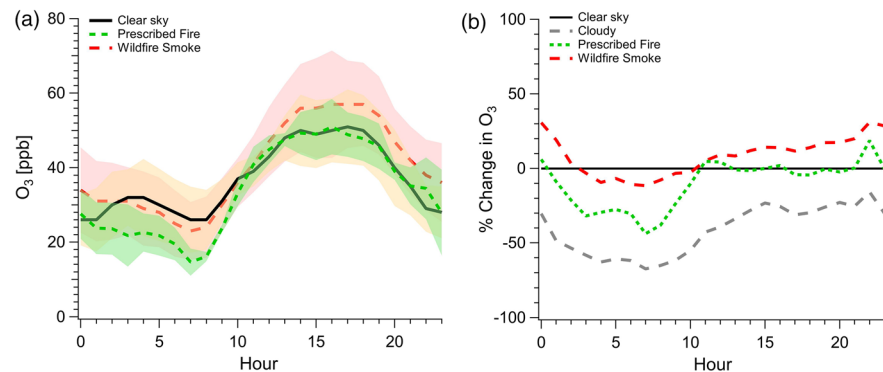 (a)
Clear sky
Prescribed Fire
Wildfire Smoke
80
60
40
20
0
O₃ [ppb]
0 5 10 15 20
Hour
(b)
Clear sky
Cloudy
Prescribed Fire
Wildfire Smoke
100
50
0
-50
-100
% Change in O₃
0 5 10 15 20
Hour